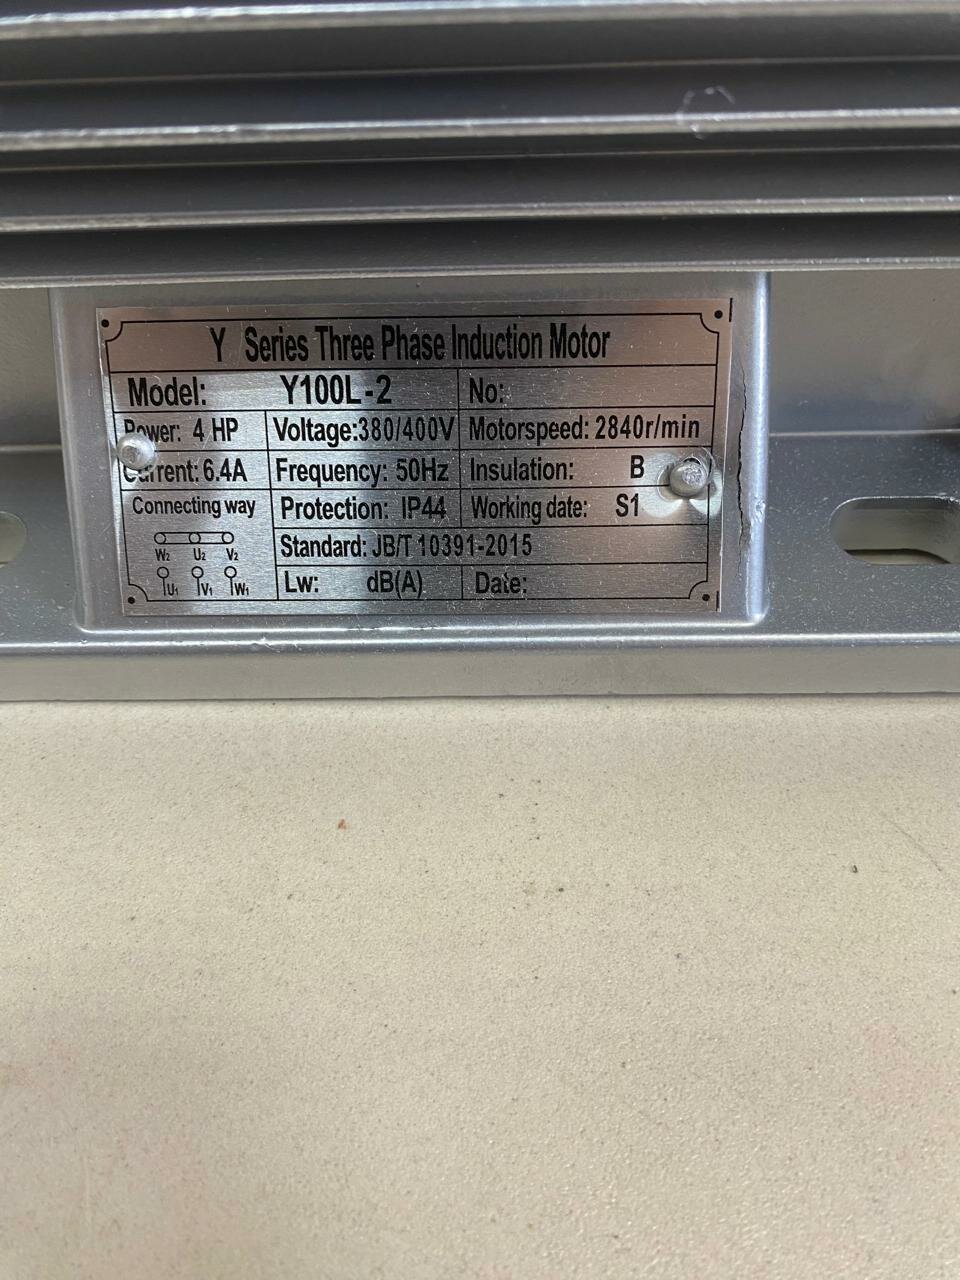 Y Series Three Phase Induction Motor
Model: Y100L-2 No:
Power: 4 HP Voltage:380/400V Motorspeed: 2840r/min
Current: 6.4A Frequency: 50Hz Insulation: B
Connecting way Protection: IP44 Working date: S1
Standard: JB/T 10391-2015
W2 U2 V2
Lw: dB(A) Date:
U1 V1 W1